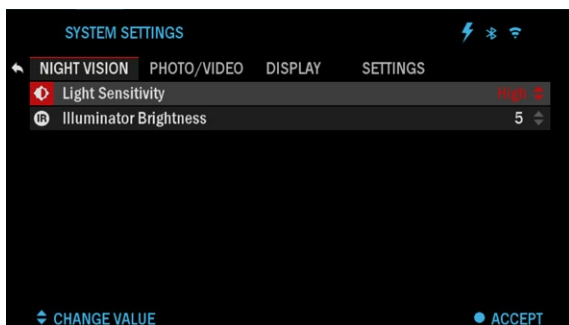 SYSTEM SETTINGS
NIGHT VISION PHOTO/VIDEO DISPLAY SETTINGS
Light Sensitivity High
IR Illuminator Brightness 5
CHANGE VALUE ACCEPT